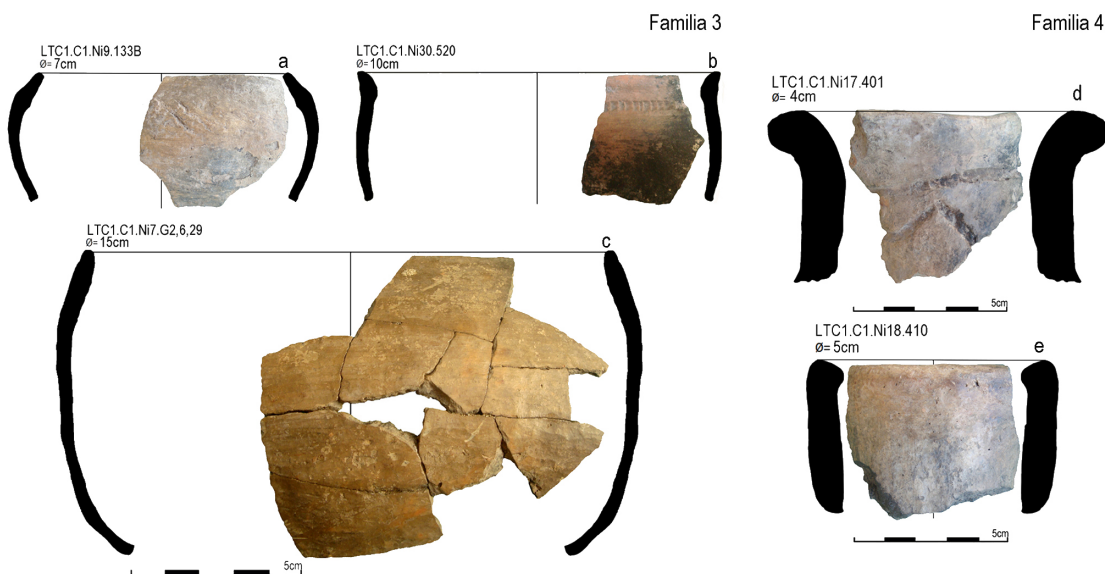 Familia 3
LTC1.C1.Ni9.133B
Ø= 7cm
a
LTC1.C1.Ni30.520
Ø= 10cm
b
LTC1.C1.Ni7.G2,6,29
Ø= 15cm
c
5cm
Familia 4
LTC1.C1.Ni17.401
Ø= 4cm
d
5cm
LTC1.C1.Ni18.410
Ø= 5cm
e
5cm